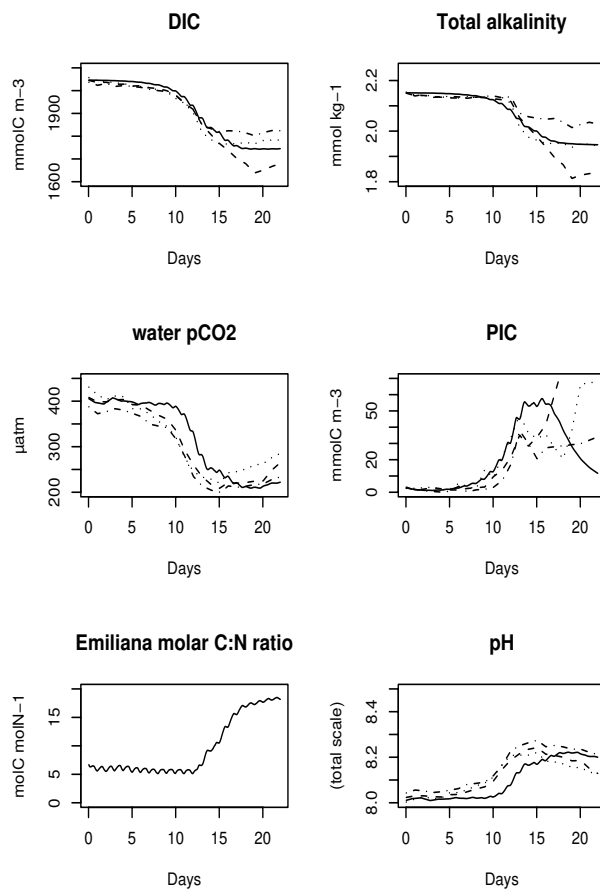 DIC
mmolC m−3
1600 1900
0 5 10 15 20
Days
Total alkalinity
mmol kg−1
1.8 2.0 2.2
0 5 10 15 20
Days
water pCO2
µatm
200 300 400
0 5 10 15 20
Days
PIC
mmolC m−3
0 20 50
0 5 10 15 20
Days
Emiliana molar C:N ratio
molC molN−1
0 5 15
0 5 10 15 20
Days
pH
(total scale)
8.0 8.2 8.4
0 5 10 15 20
Days